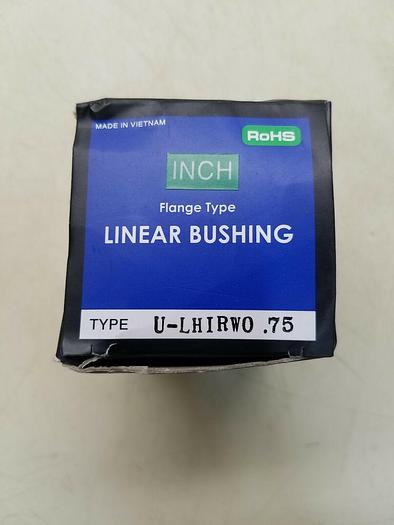 MADE IN VIETNAM
RoHS
INCH
Flange Type
LINEAR BUSHING
TYPE U-LHIRWO .75